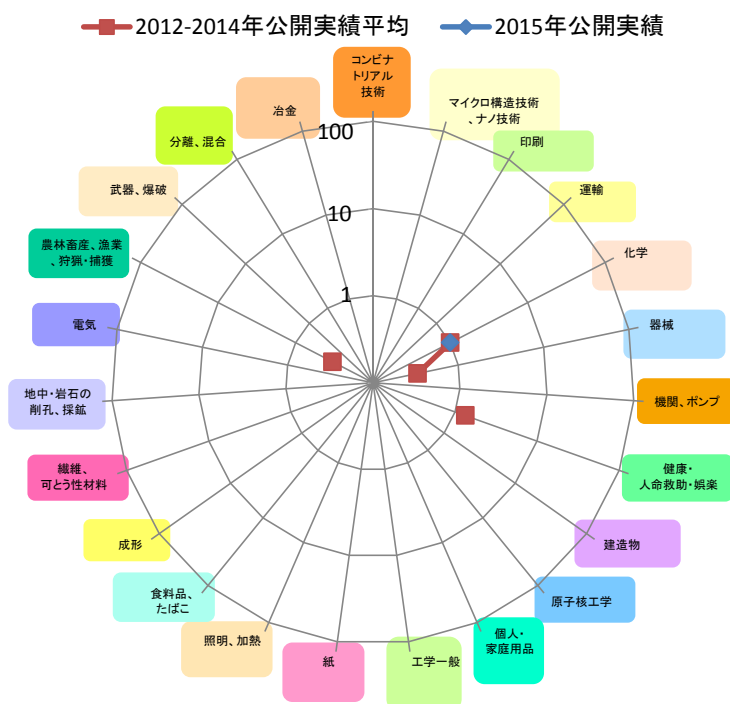 2012-2014年公開実績平均
2015年公開実績
コンビナ
トリアル
技術
マイクロ構造技術
、ナノ技術
印刷
運輸
化学
器械
機関、ポンプ
健康・
人命救助・娯楽
建造物
原子核工学
個人・
家庭用品
工学一般
紙
照明、加熱
食料品、
たばこ
成形
繊維、
可とう性材料
地中・岩石の
削孔、採鉱
電気
農林畜産、漁業
、狩猟・捕獲
武器、爆破
分離、混合
冶金
100
10
1